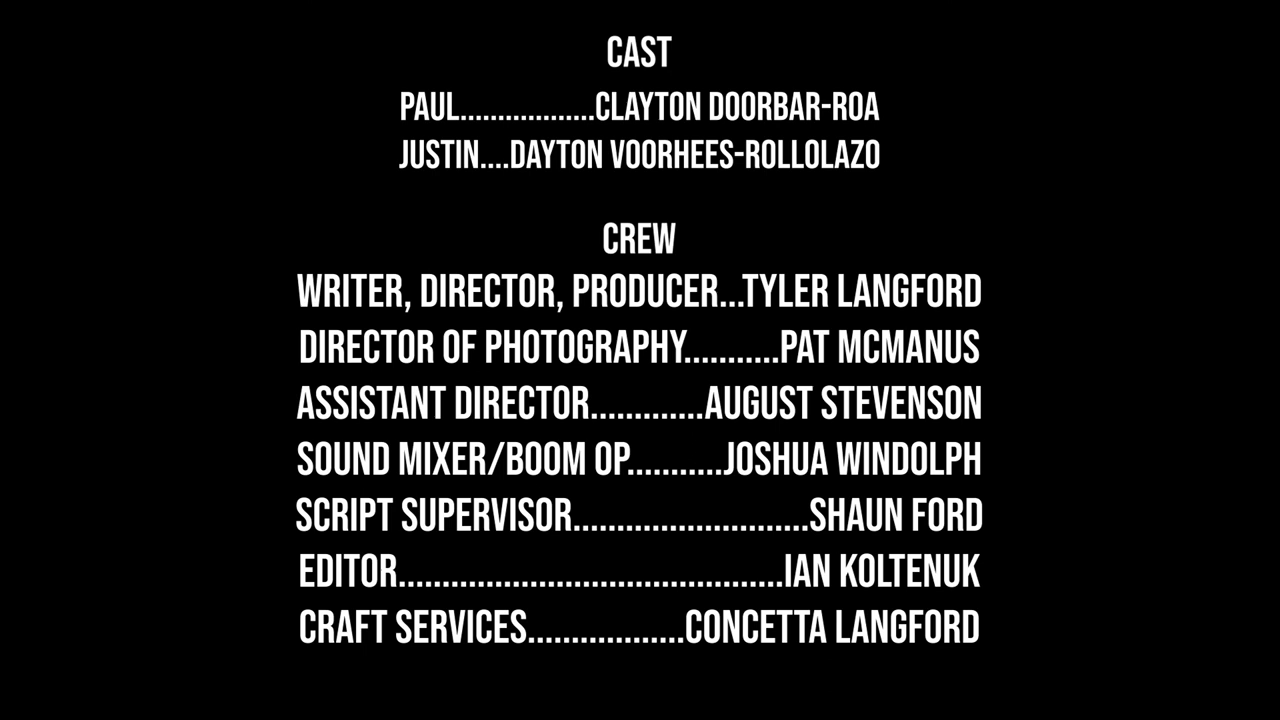 CAST
PAUL..................CLAYTON DOORBAR-ROA
JUSTIN....DAYTON VOORHEES-ROLLOLAZO
CREW
WRITER, DIRECTOR, PRODUCER...TYLER LANGFORD
DIRECTOR OF PHOTOGRAPHY...........PAT MCMANUS
ASSISTANT DIRECTOR.............AUGUST STEVENSON
SOUND MIXER/BOOM OP...........JOSHUA WINDOLPH
SCRIPT SUPERVISOR...........................SHAUN FORD
EDITOR............................................IAN KOLTENUK
CRAFT SERVICES..................CONCETTA LANGFORD